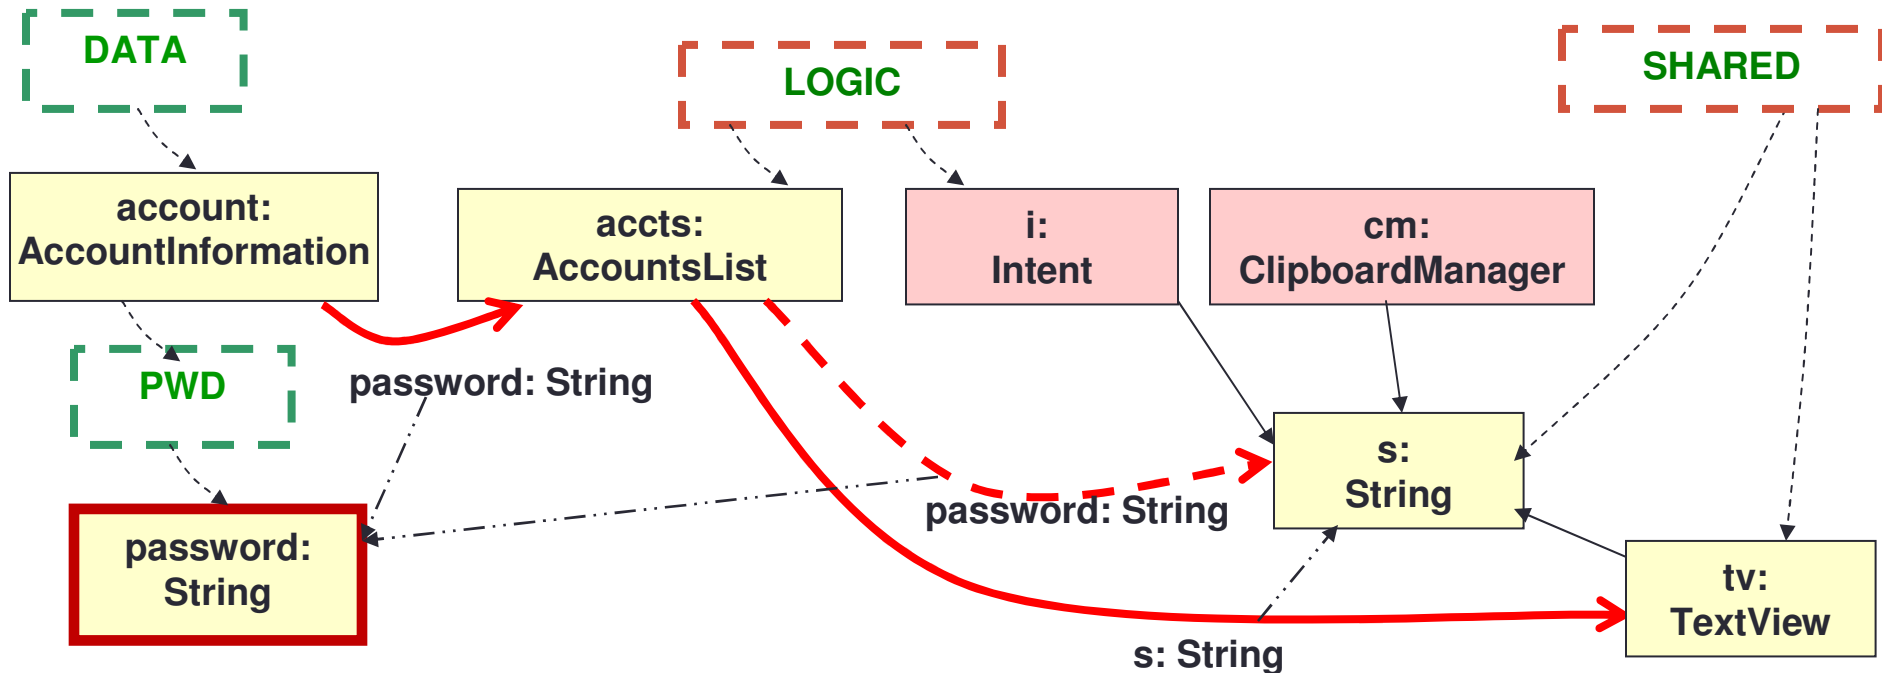 DATA
LOGIC
SHARED
account:
AccountInformation
accts:
AccountsList
i:
Intent
cm:
ClipboardManager
PWD
password: String
s:
String
password: String
password:
String
tv:
TextView
s: String